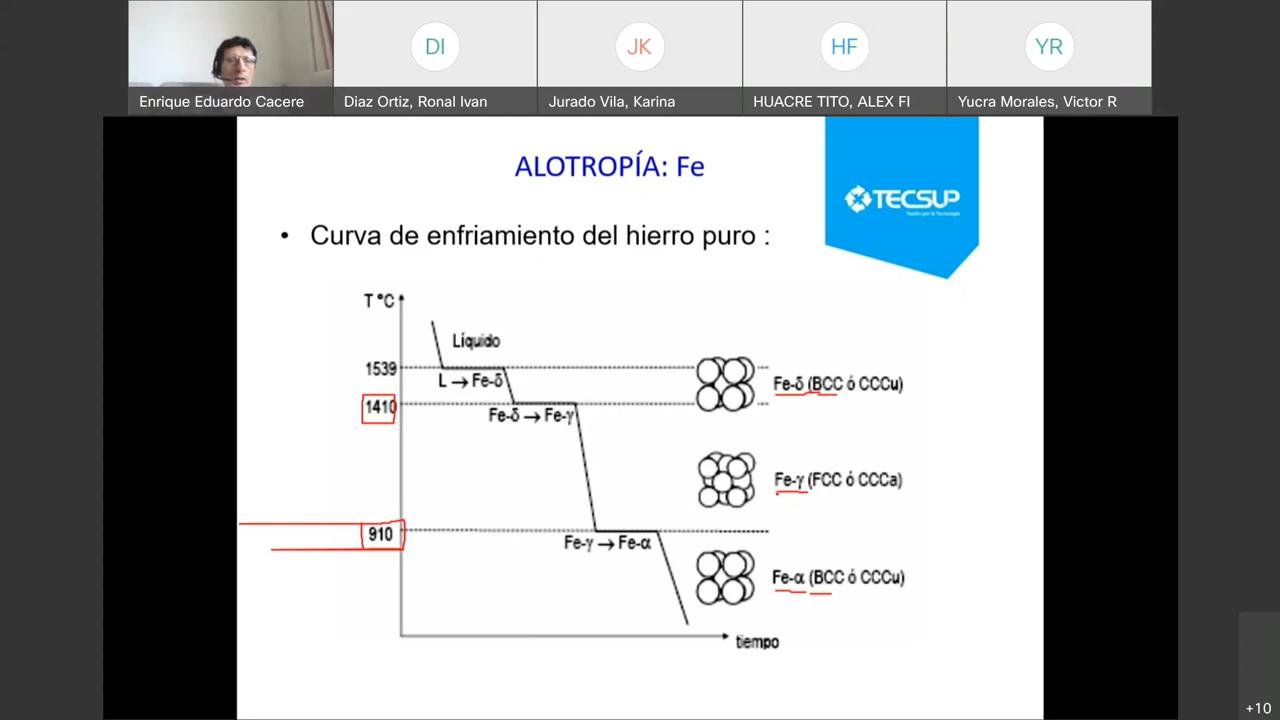 DI
JK
HF
YR
Enrique Eduardo Cacere
Diaz Ortiz, Ronal Ivan
Jurado Vila, Karina
HUACRE TITO, ALEX FI
Yucra Morales, Victor R
ALOTROPÍA: Fe
TECSUP
• Curva de enfriamiento del hierro puro :
T °C
Líquido
1539
L → Fe-δ
Fe-δ (BCC ó CCCu)
1410
Fe-δ → Fe-γ
Fe-γ (FCC ó CCCa)
910
Fe-γ → Fe-α
Fe-α (BCC ó CCCu)
tiempo
+10